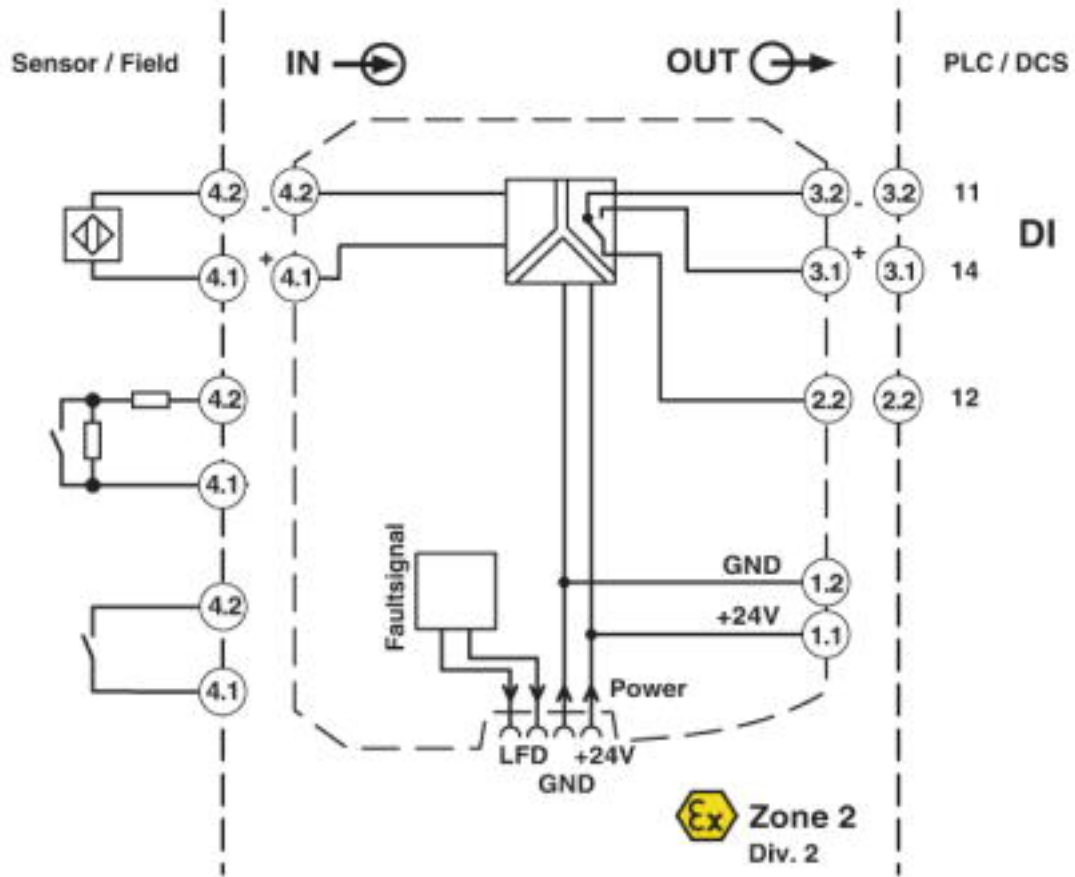 Sensor / Field
IN
OUT
PLC / DCS
4.2
4.2
3.2
3.2
11
-
-
DI
+
+
4.1
4.1
3.1
3.1
14
4.2
2.2
2.2
12
4.1
Faultsignal
GND
1.2
4.2
+24V
1.1
4.1
Power
LFD
+24V
GND
Ex
Zone 2
Div. 2